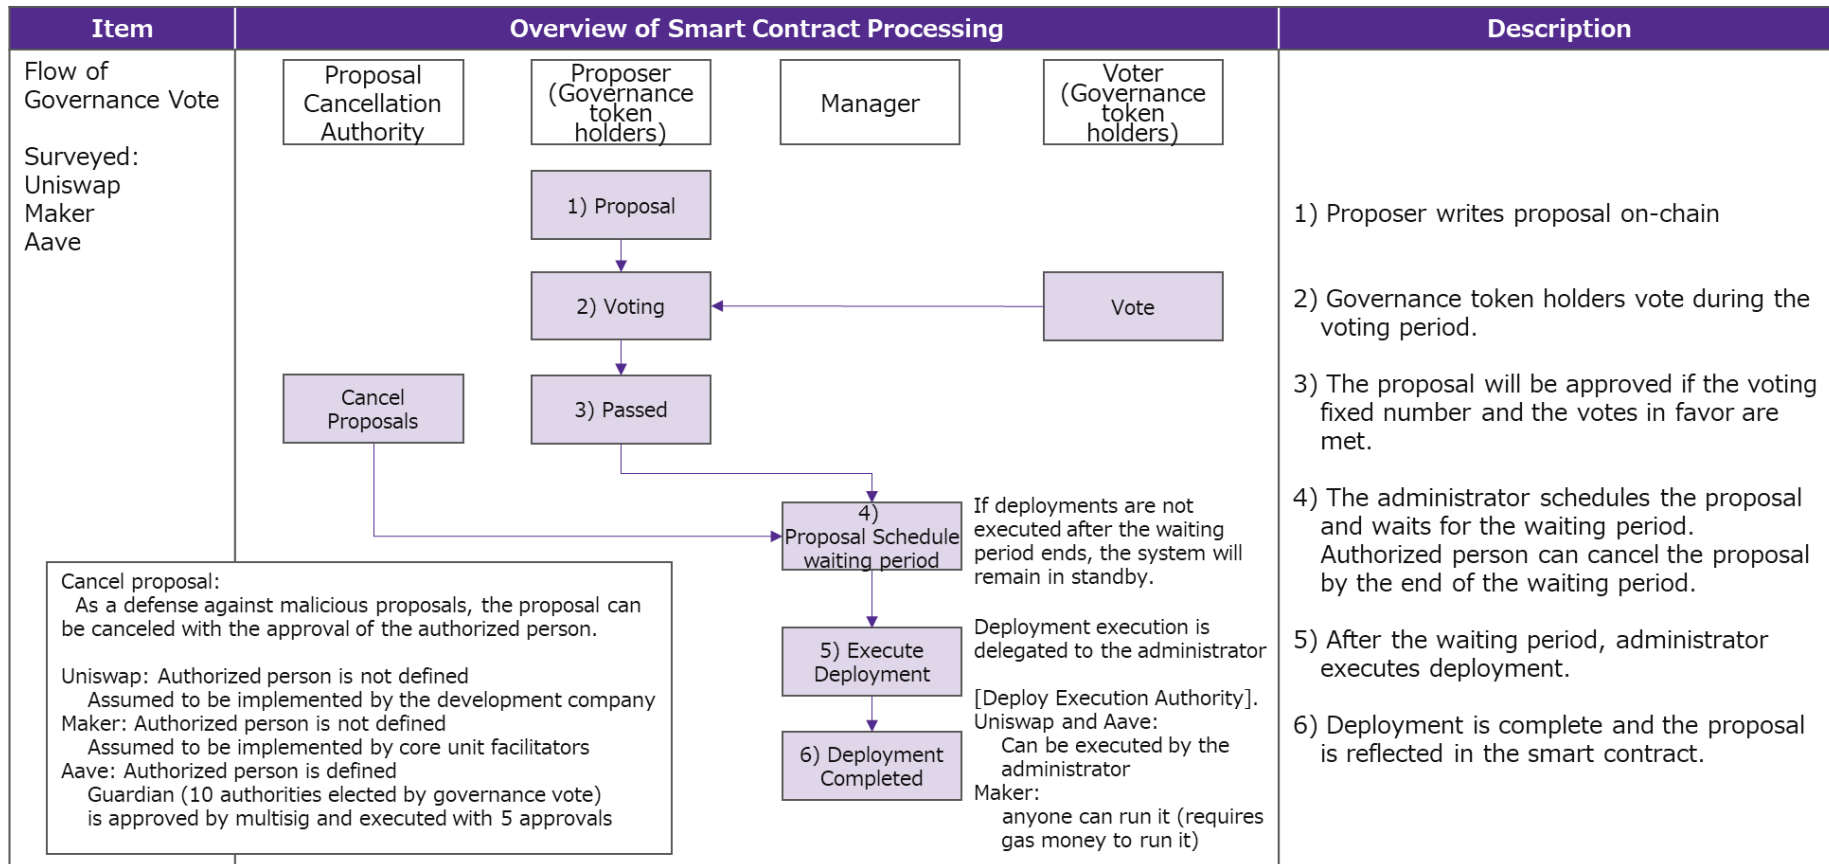 Item
Overview of Smart Contract Processing
Description
Flow of
Governance Vote
Surveyed:
Uniswap
Maker
Aave
Proposal
Cancellation
Authority
Proposer
(Governance
token
holders)
Manager
Voter
(Governance
token
holders)
1) Proposal
2) Voting
Vote
Cancel
Proposals
3) Passed
4)
Proposal Schedule
waiting period
If deployments are not
executed after the waiting
period ends, the system will
remain in standby.
5) Execute
Deployment
Deployment execution is
delegated to the administrator
[Deploy Execution Authority].
Uniswap and Aave:
Can be executed by the
administrator
Maker:
anyone can run it (requires
gas money to run it)
6) Deployment
Completed
Cancel proposal:
As a defense against malicious proposals, the proposal can
be canceled with the approval of the authorized person.
Uniswap: Authorized person is not defined
Assumed to be implemented by the development company
Maker: Authorized person is not defined
Assumed to be implemented by core unit facilitators
Aave: Authorized person is defined
Guardian (10 authorities elected by governance vote)
is approved by multisig and executed with 5 approvals
1) Proposer writes proposal on-chain
2) Governance token holders vote during the
voting period.
3) The proposal will be approved if the voting
fixed number and the votes in favor are
met.
4) The administrator schedules the proposal
and waits for the waiting period.
Authorized person can cancel the proposal
by the end of the waiting period.
5) After the waiting period, administrator
executes deployment.
6) Deployment is complete and the proposal
is reflected in the smart contract.